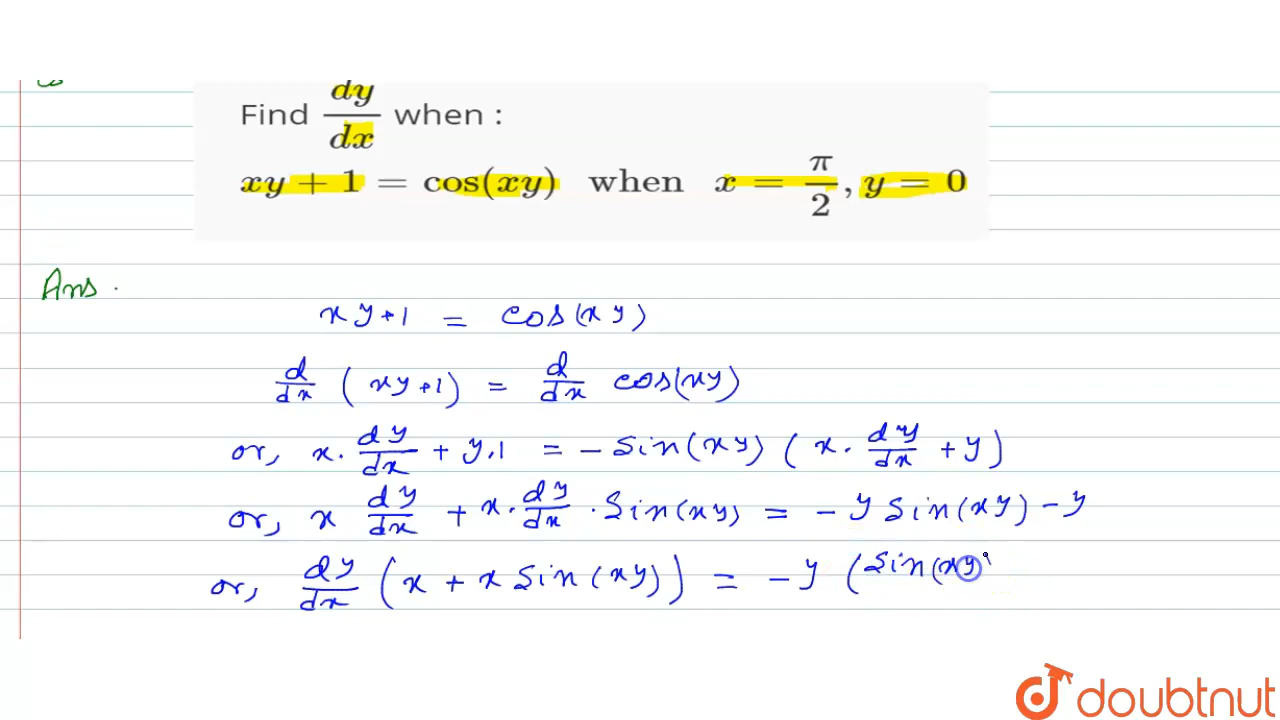 Find dy/dx when :
xy + 1 = cos(xy) when x = π/2, y = 0
Ans.
xy+1 = cos(xy)
d/dx (xy+1) = d/dx cos(xy)
or, x. dy/dx + y.1 = - sin(xy) (x. dy/dx + y)
or, x dy/dx + x. dy/dx . sin(xy) = - y sin(xy) - y
or, dy/dx (x + x sin(xy)) = - y (sin(xy)
doubtnut